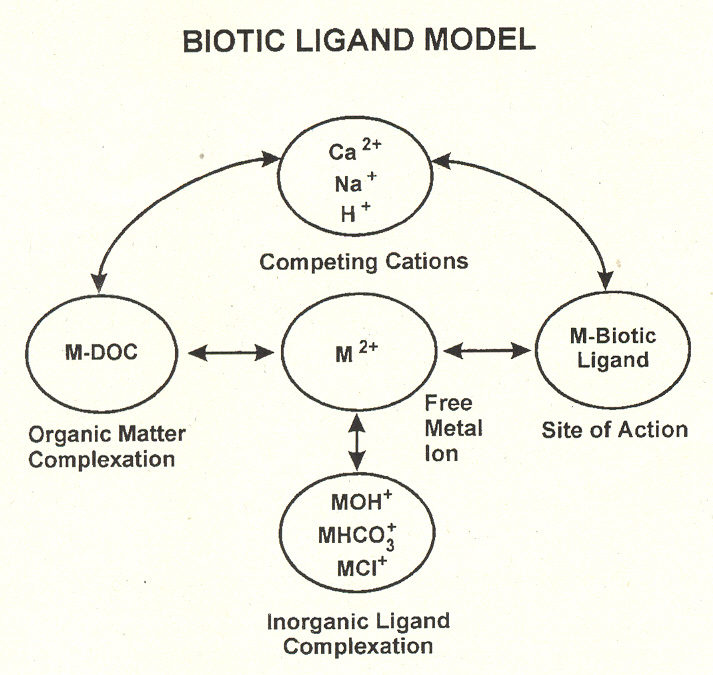 BIOTIC LIGAND MODEL
Ca 2+
Na +
H +
Competing Cations
M-DOC
Organic Matter
Complexation
M 2+
Free
Metal
Ion
M-Biotic
Ligand
Site of Action
MOH+
MHCO3+
MCl+
Inorganic Ligand
Complexation